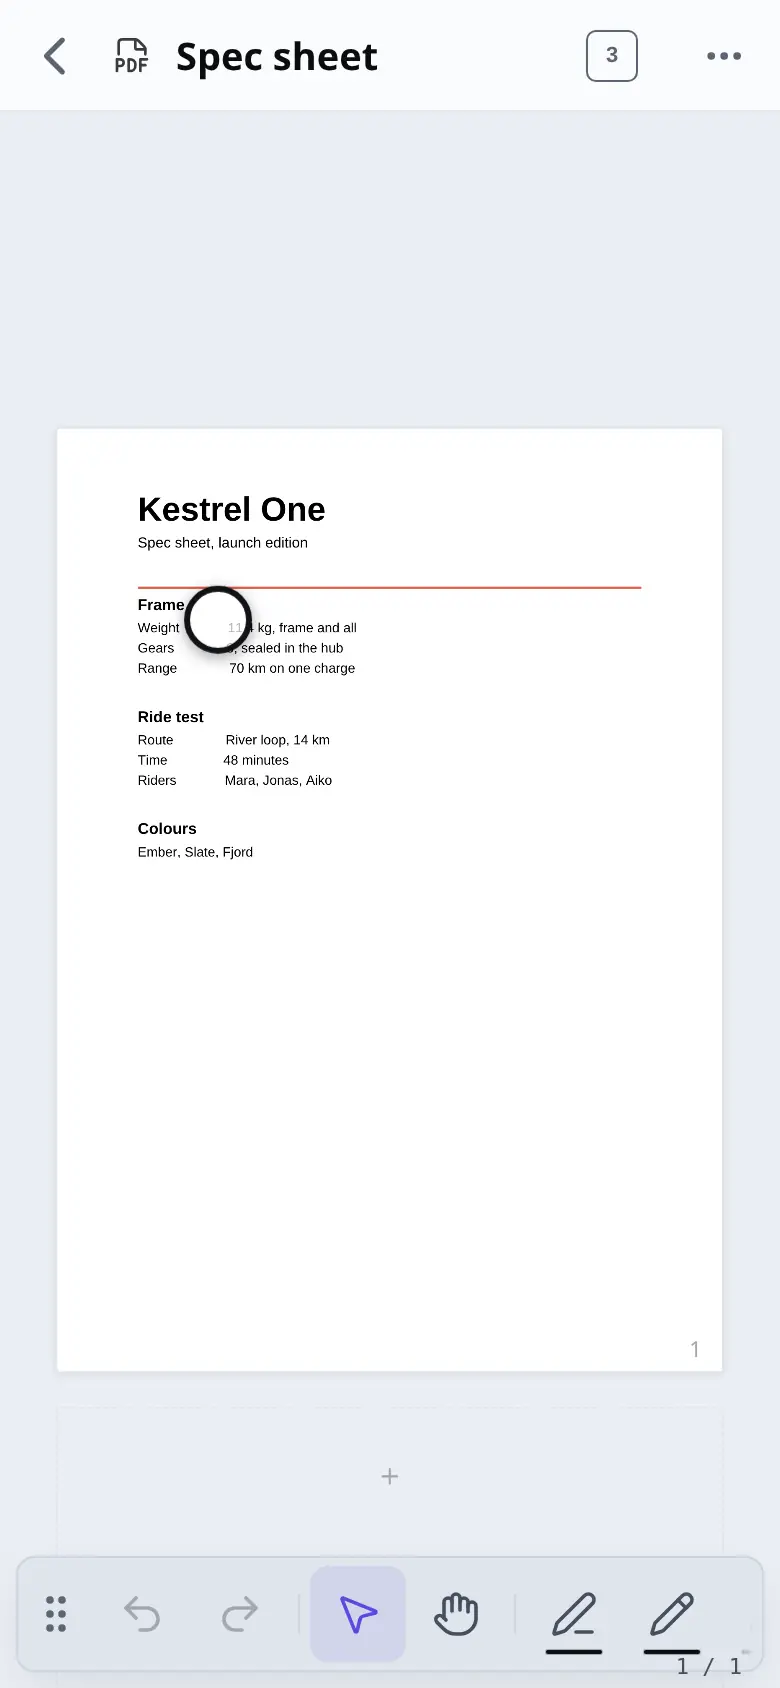 PDF
Spec sheet
3
Kestrel One
Spec sheet, launch edition
Frame
Weight kg, frame and all
Gears sealed in the hub
Range 70 km on one charge
Ride test
Route River loop, 14 km
Time 48 minutes
Riders Mara, Jonas, Aiko
Colours
Ember, Slate, Fjord
1
1 / 1